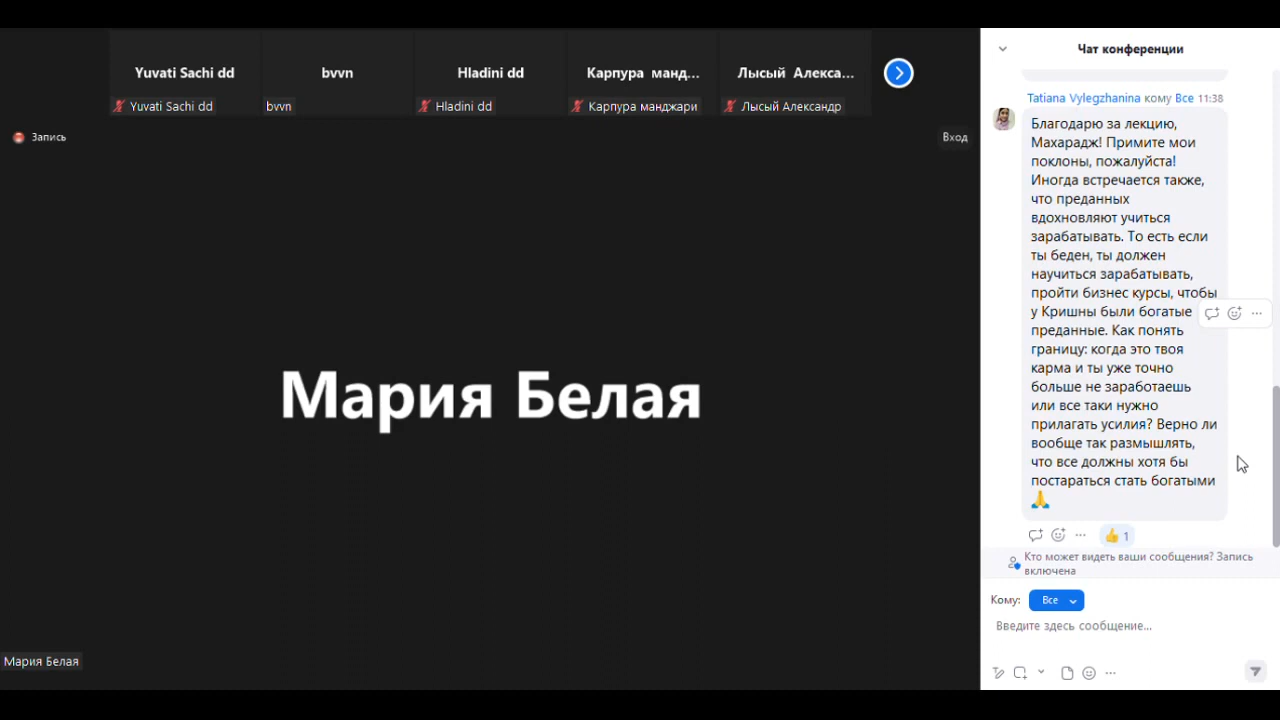 Yuvati Sachi dd
bvvn
Hladini dd
Карпура манд...
Лысый Алекса...
Yuvati Sachi dd
bvvn
Hladini dd
Карпура манджари
Лысый Александр
Запись
Вход
Мария Белая
Мария Белая
Чат конференции
Tatiana Vylegzhanina кому Все 11:38
Благодарю за лекцию,
Махарадж! Примите мои
поклоны, пожалуйста!
Иногда встречается также,
что преданных
вдохновляют учиться
зарабатывать. То есть если
ты беден, ты должен
научиться зарабатывать,
пройти бизнес курсы, чтобы
у Кришны были богатые
преданные. Как понять
границу: когда это твоя
карма и ты уже точно
больше не заработаешь
или все таки нужно
прилагать усилия? Верно ли
вообще так размышлять,
что все должны хотя бы
постараться стать богатыми
🙏
👍 1
Кто может видеть ваши сообщения? Запись
включена
Кому: Все
Введите здесь сообщение...